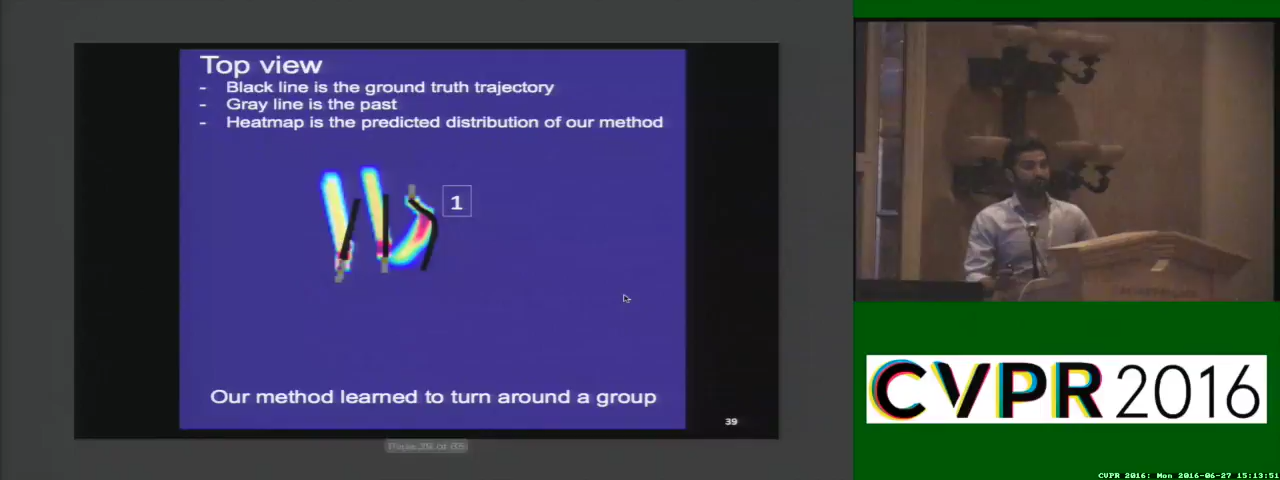 Top view
- Black line is the ground truth trajectory
- Gray line is the past
- Heatmap is the predicted distribution of our method
1
Our method learned to turn around a group
39
CVPR 2016
CVPR 2016: Mon 2016-06-27 15:13:51